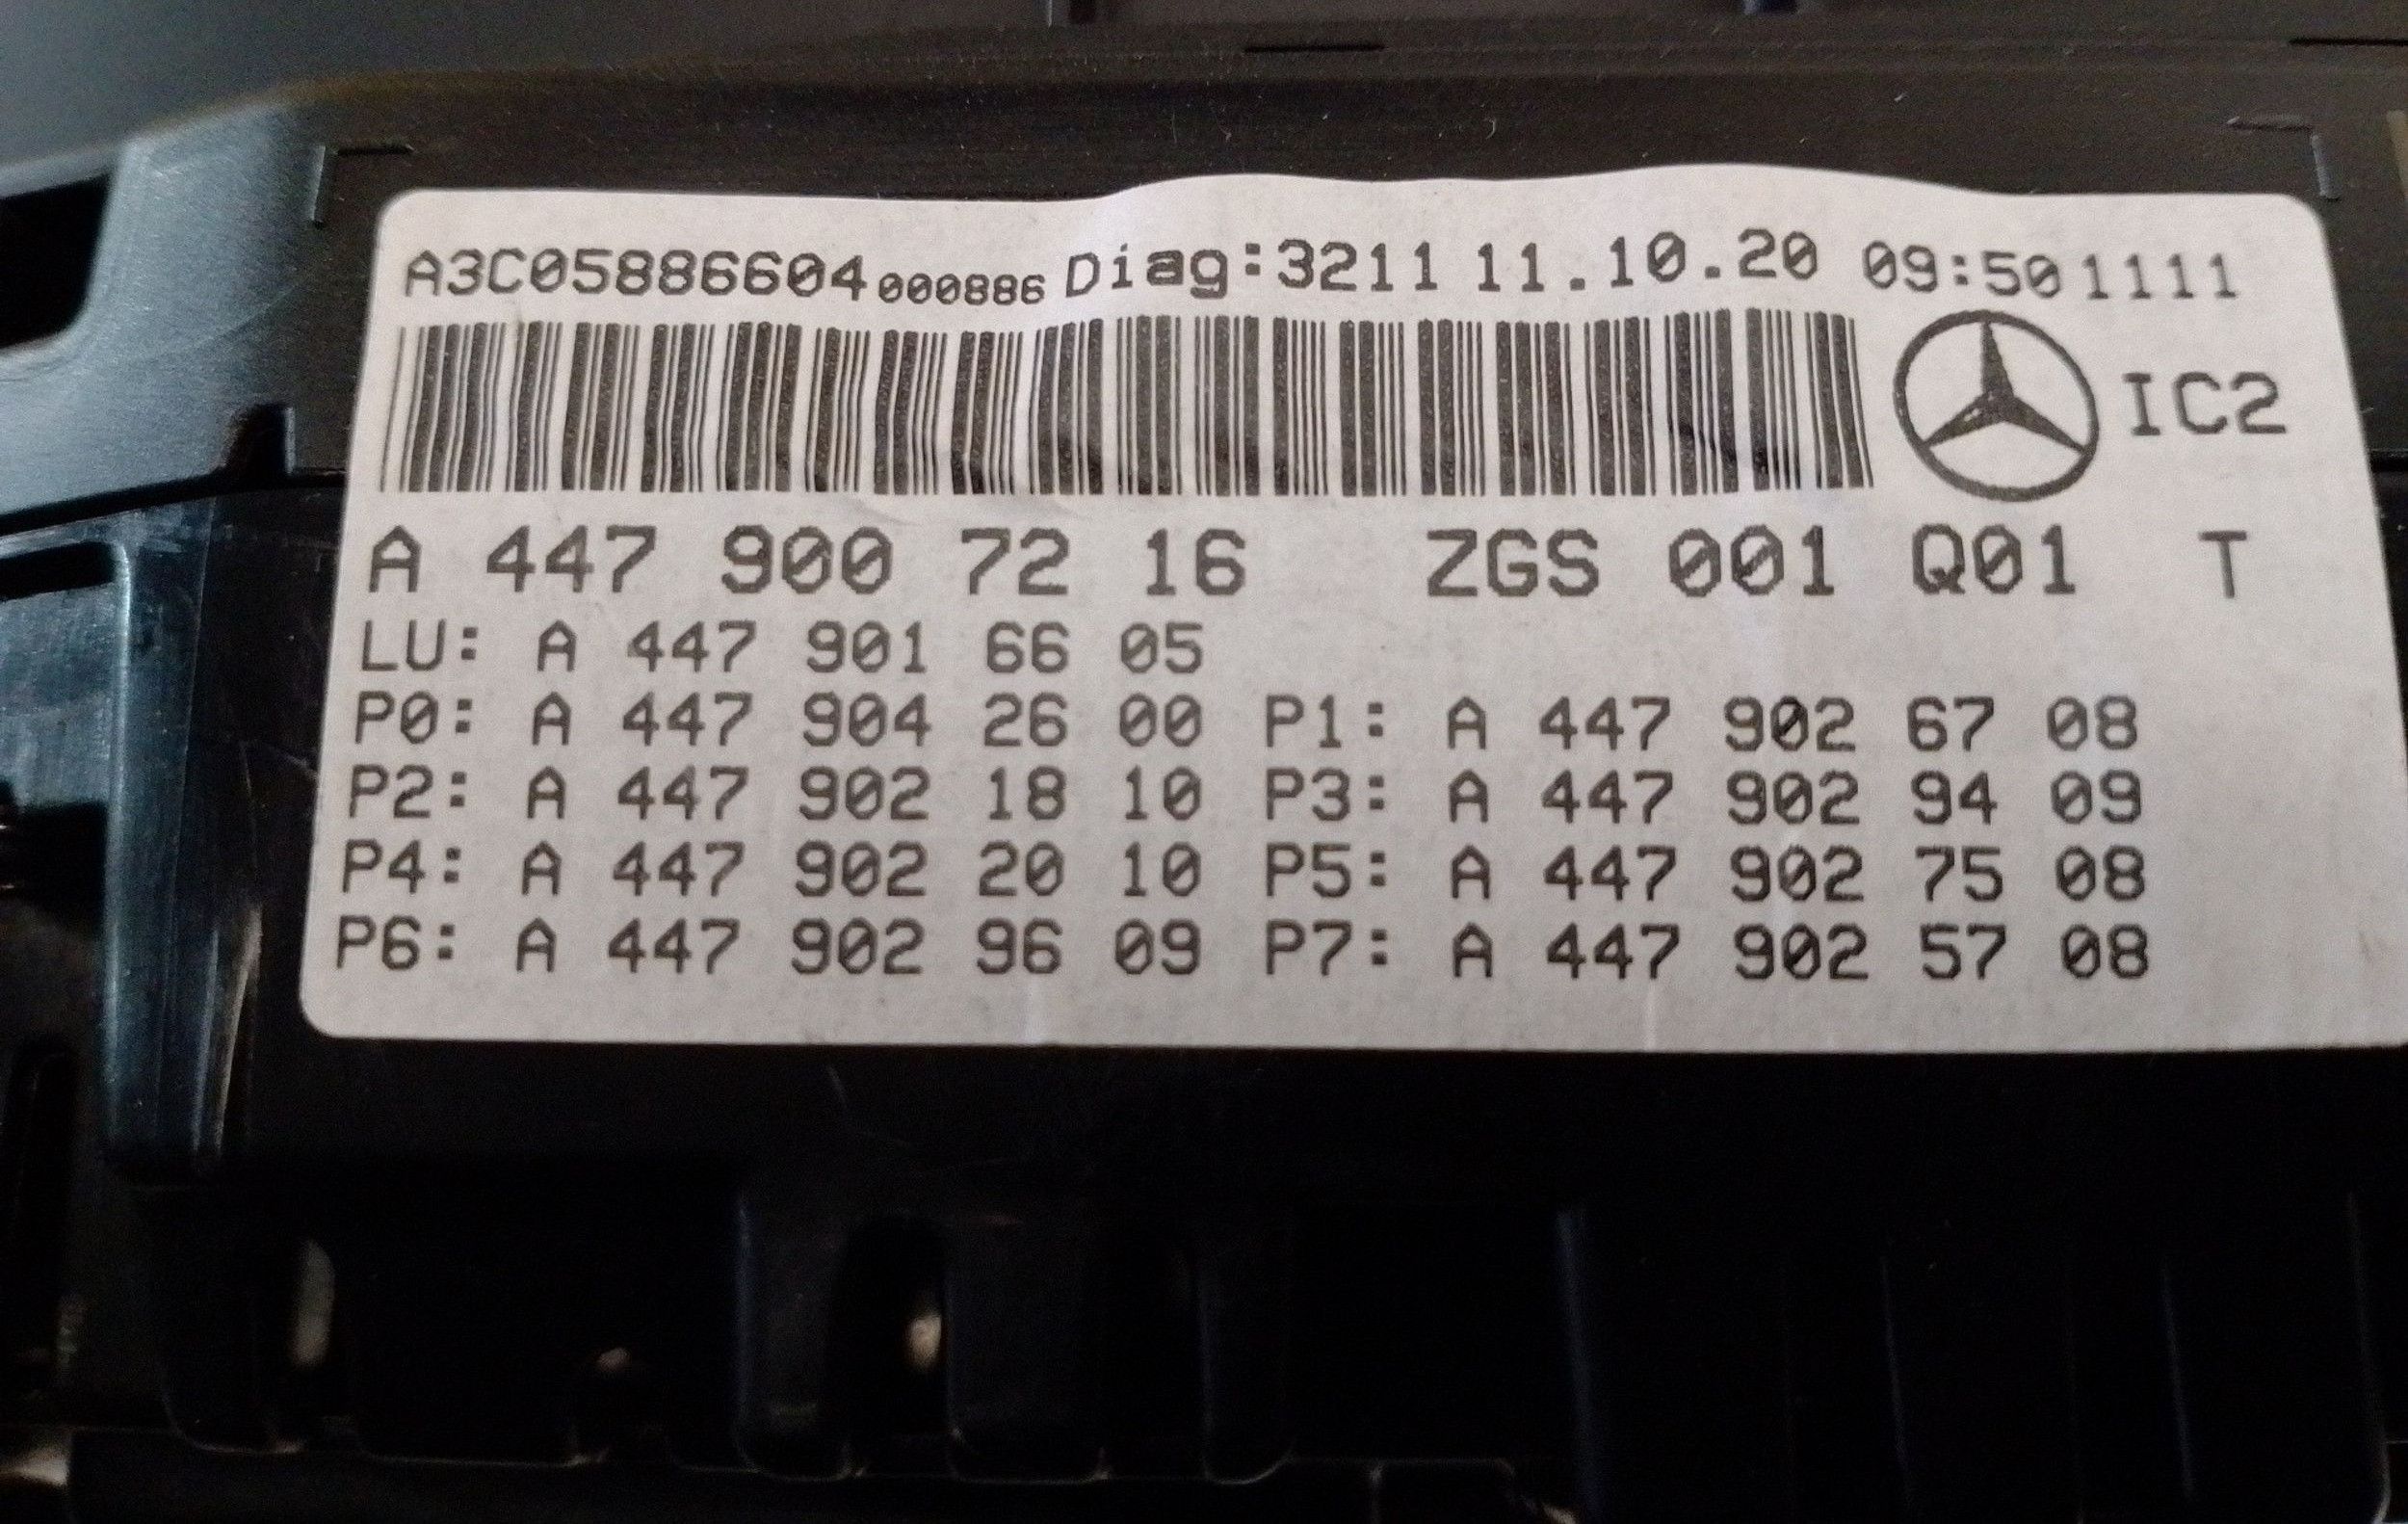 A3C05886604 000886 Diag:3211 11.10.20 09:50 1111
IC2
A 447 900 72 16 ZGS 001 Q01 T
LU: A 447 901 66 05
P0: A 447 904 26 00 P1: A 447 902 67 08
P2: A 447 902 18 10 P3: A 447 902 94 09
P4: A 447 902 20 10 P5: A 447 902 75 08
P6: A 447 902 96 09 P7: A 447 902 57 08